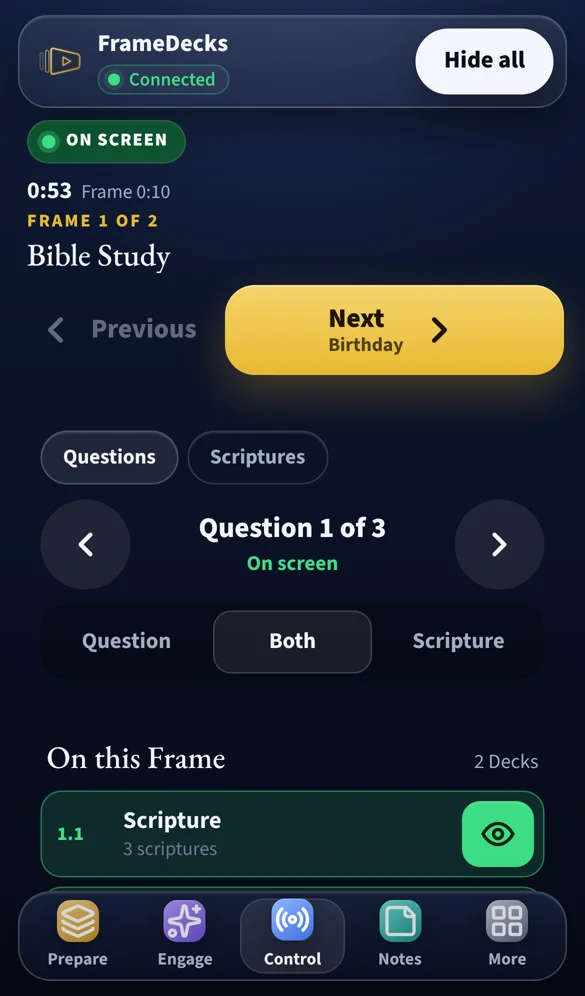 FrameDecks
Connected
Hide all
ON SCREEN
0:53 Frame 0:10
FRAME 1 OF 2
Bible Study
Previous
Next
Birthday
Questions
Scriptures
Question 1 of 3
On screen
Question
Both
Scripture
On this Frame
2 Decks
1.1
Scripture
3 scriptures
Prepare
Engage
Control
Notes
More